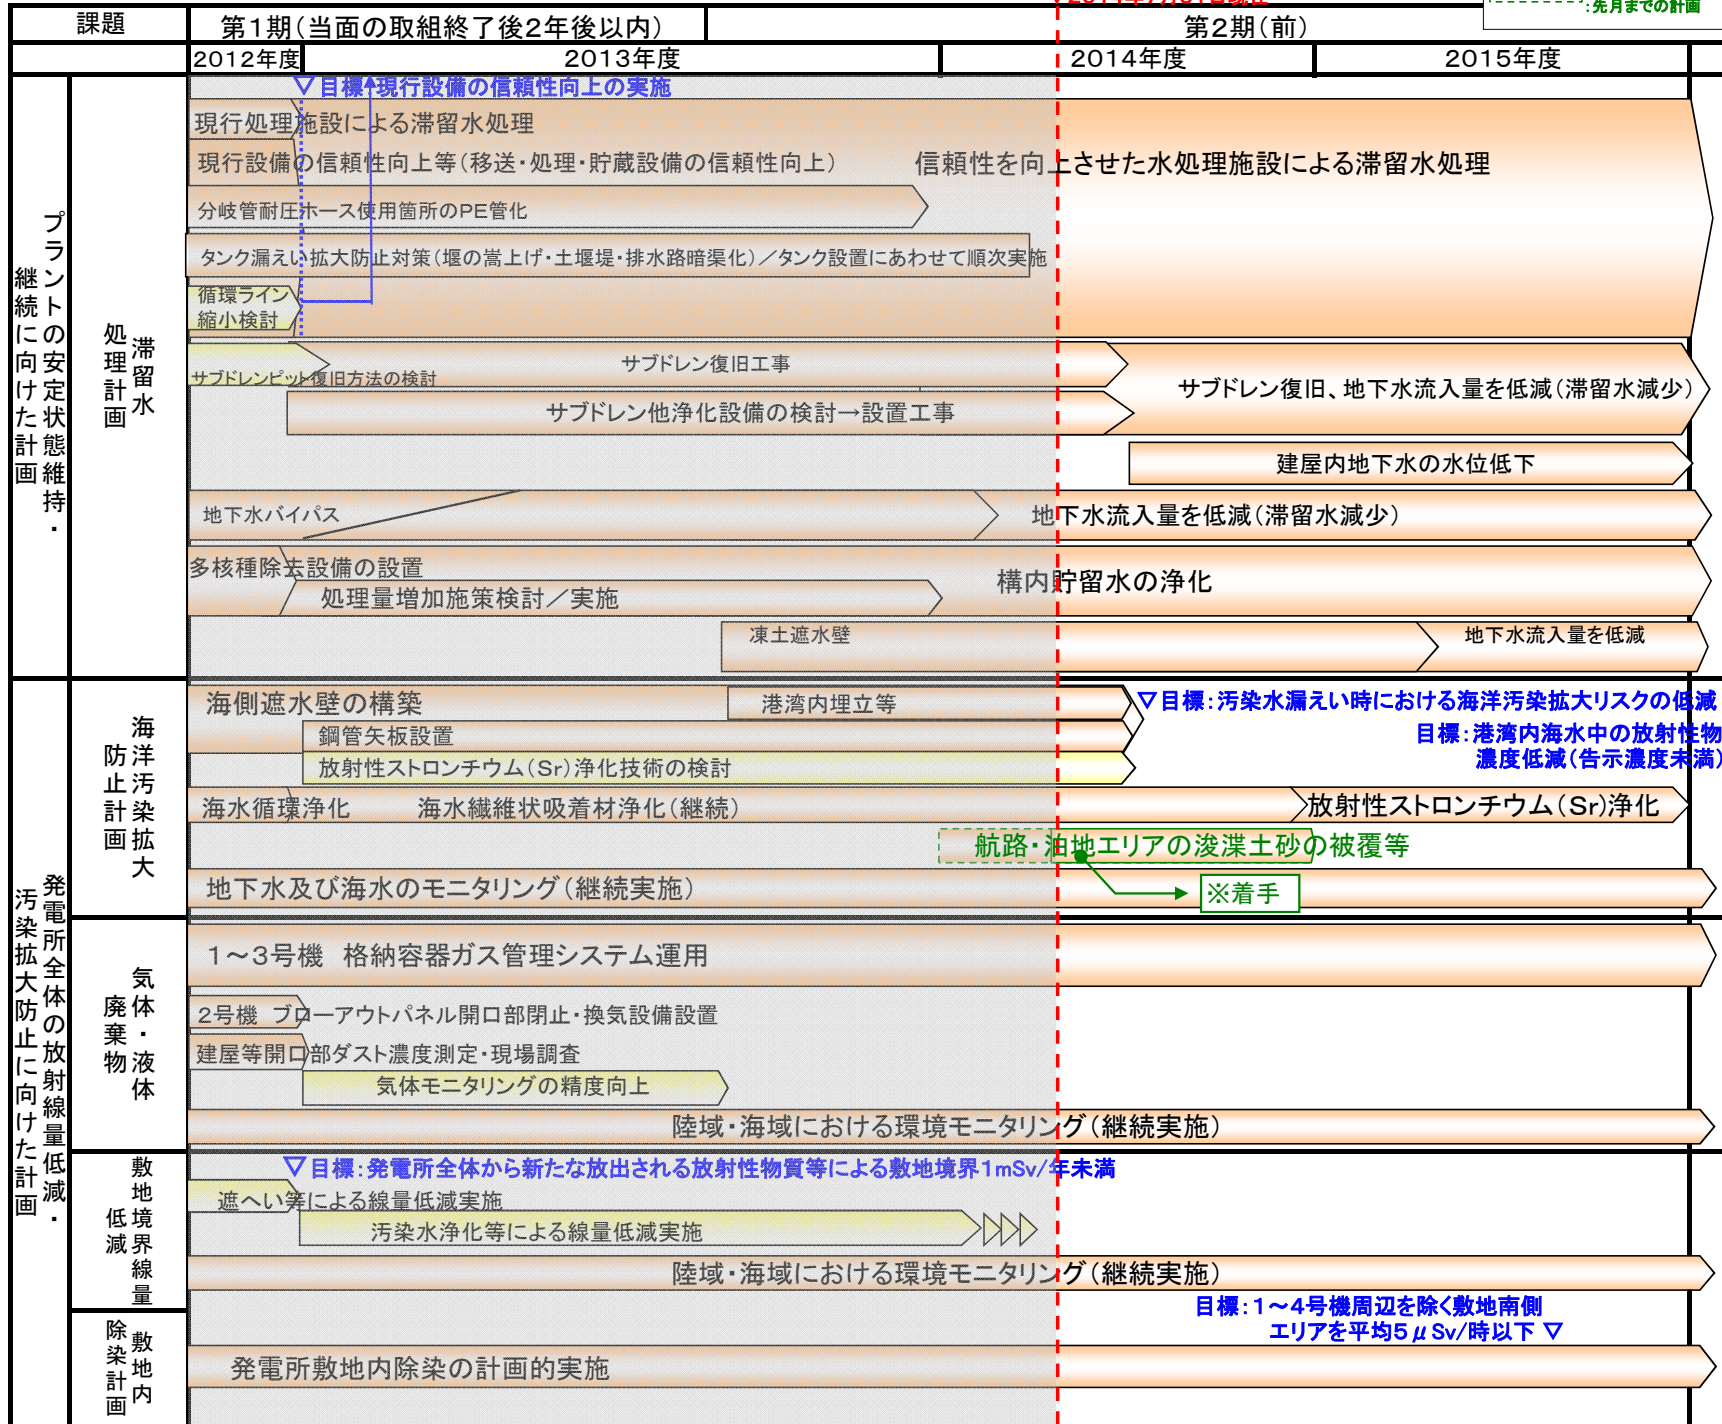 2014年7月31日現在
:先月までの計画
課題
第1期(当面の取組終了後2年後以内)
第2期(前)
2012年度
2013年度
2014年度
2015年度
プラントの安定状態維持・
継続に向けた計画
滞留水
処理計画
▽目標:現行設備の信頼性向上の実施
現行処理施設による滞留水処理
現行設備の信頼性向上等(移送・処理・貯蔵設備の信頼性向上)
信頼性を向上させた水処理施設による滞留水処理
分岐管耐圧ホース使用箇所のPE管化
タンク漏えい拡大防止対策(堰の嵩上げ・土堰堤・排水路暗渠化)/タンク設置にあわせて順次実施
循環ライン
縮小検討
サブドレン復旧工事
サブドレンピット復旧方法の検討
サブドレン復旧、地下水流入量を低減(滞留水減少)
サブドレン他浄化設備の検討→設置工事
建屋内地下水の水位低下
地下水バイパス
地下水流入量を低減(滞留水減少)
多核種除去設備の設置
構内貯留水の浄化
処理量増加施策検討/実施
凍土遮水壁
地下水流入量を低減
発電所全体の放射線量低減・
汚染拡大防止に向けた計画
海洋汚染拡大
防止計画
海側遮水壁の構築
港湾内埋立等
▽目標:汚染水漏えい時における海洋汚染拡大リスクの低減
鋼管矢板設置
目標:港湾内海水中の放射性物
濃度低減(告示濃度未満)
放射性ストロンチウム(Sr)浄化技術の検討
海水循環浄化
海水繊維状吸着材浄化(継続)
放射性ストロンチウム(Sr)浄化
航路・泊地エリアの浚渫土砂の被覆等
地下水及び海水のモニタリング(継続実施)
※着手
気体・液体
廃棄物
1~3号機 格納容器ガス管理システム運用
2号機 ブローアウトパネル開口部閉止・換気設備設置
建屋等開口部ダスト濃度測定・現場調査
気体モニタリングの精度向上
陸域・海域における環境モニタリング(継続実施)
敷地境界線量
低減
▽目標:発電所全体から新たな放出される放射性物質等による敷地境界1mSv/年未満
遮へい等による線量低減実施
汚染水浄化等による線量低減実施
陸域・海域における環境モニタリング(継続実施)
敷地内
除染計画
目標:1~4号機周辺を除く敷地南側
エリアを平均5μSv/時以下 ▽
発電所敷地内除染の計画的実施